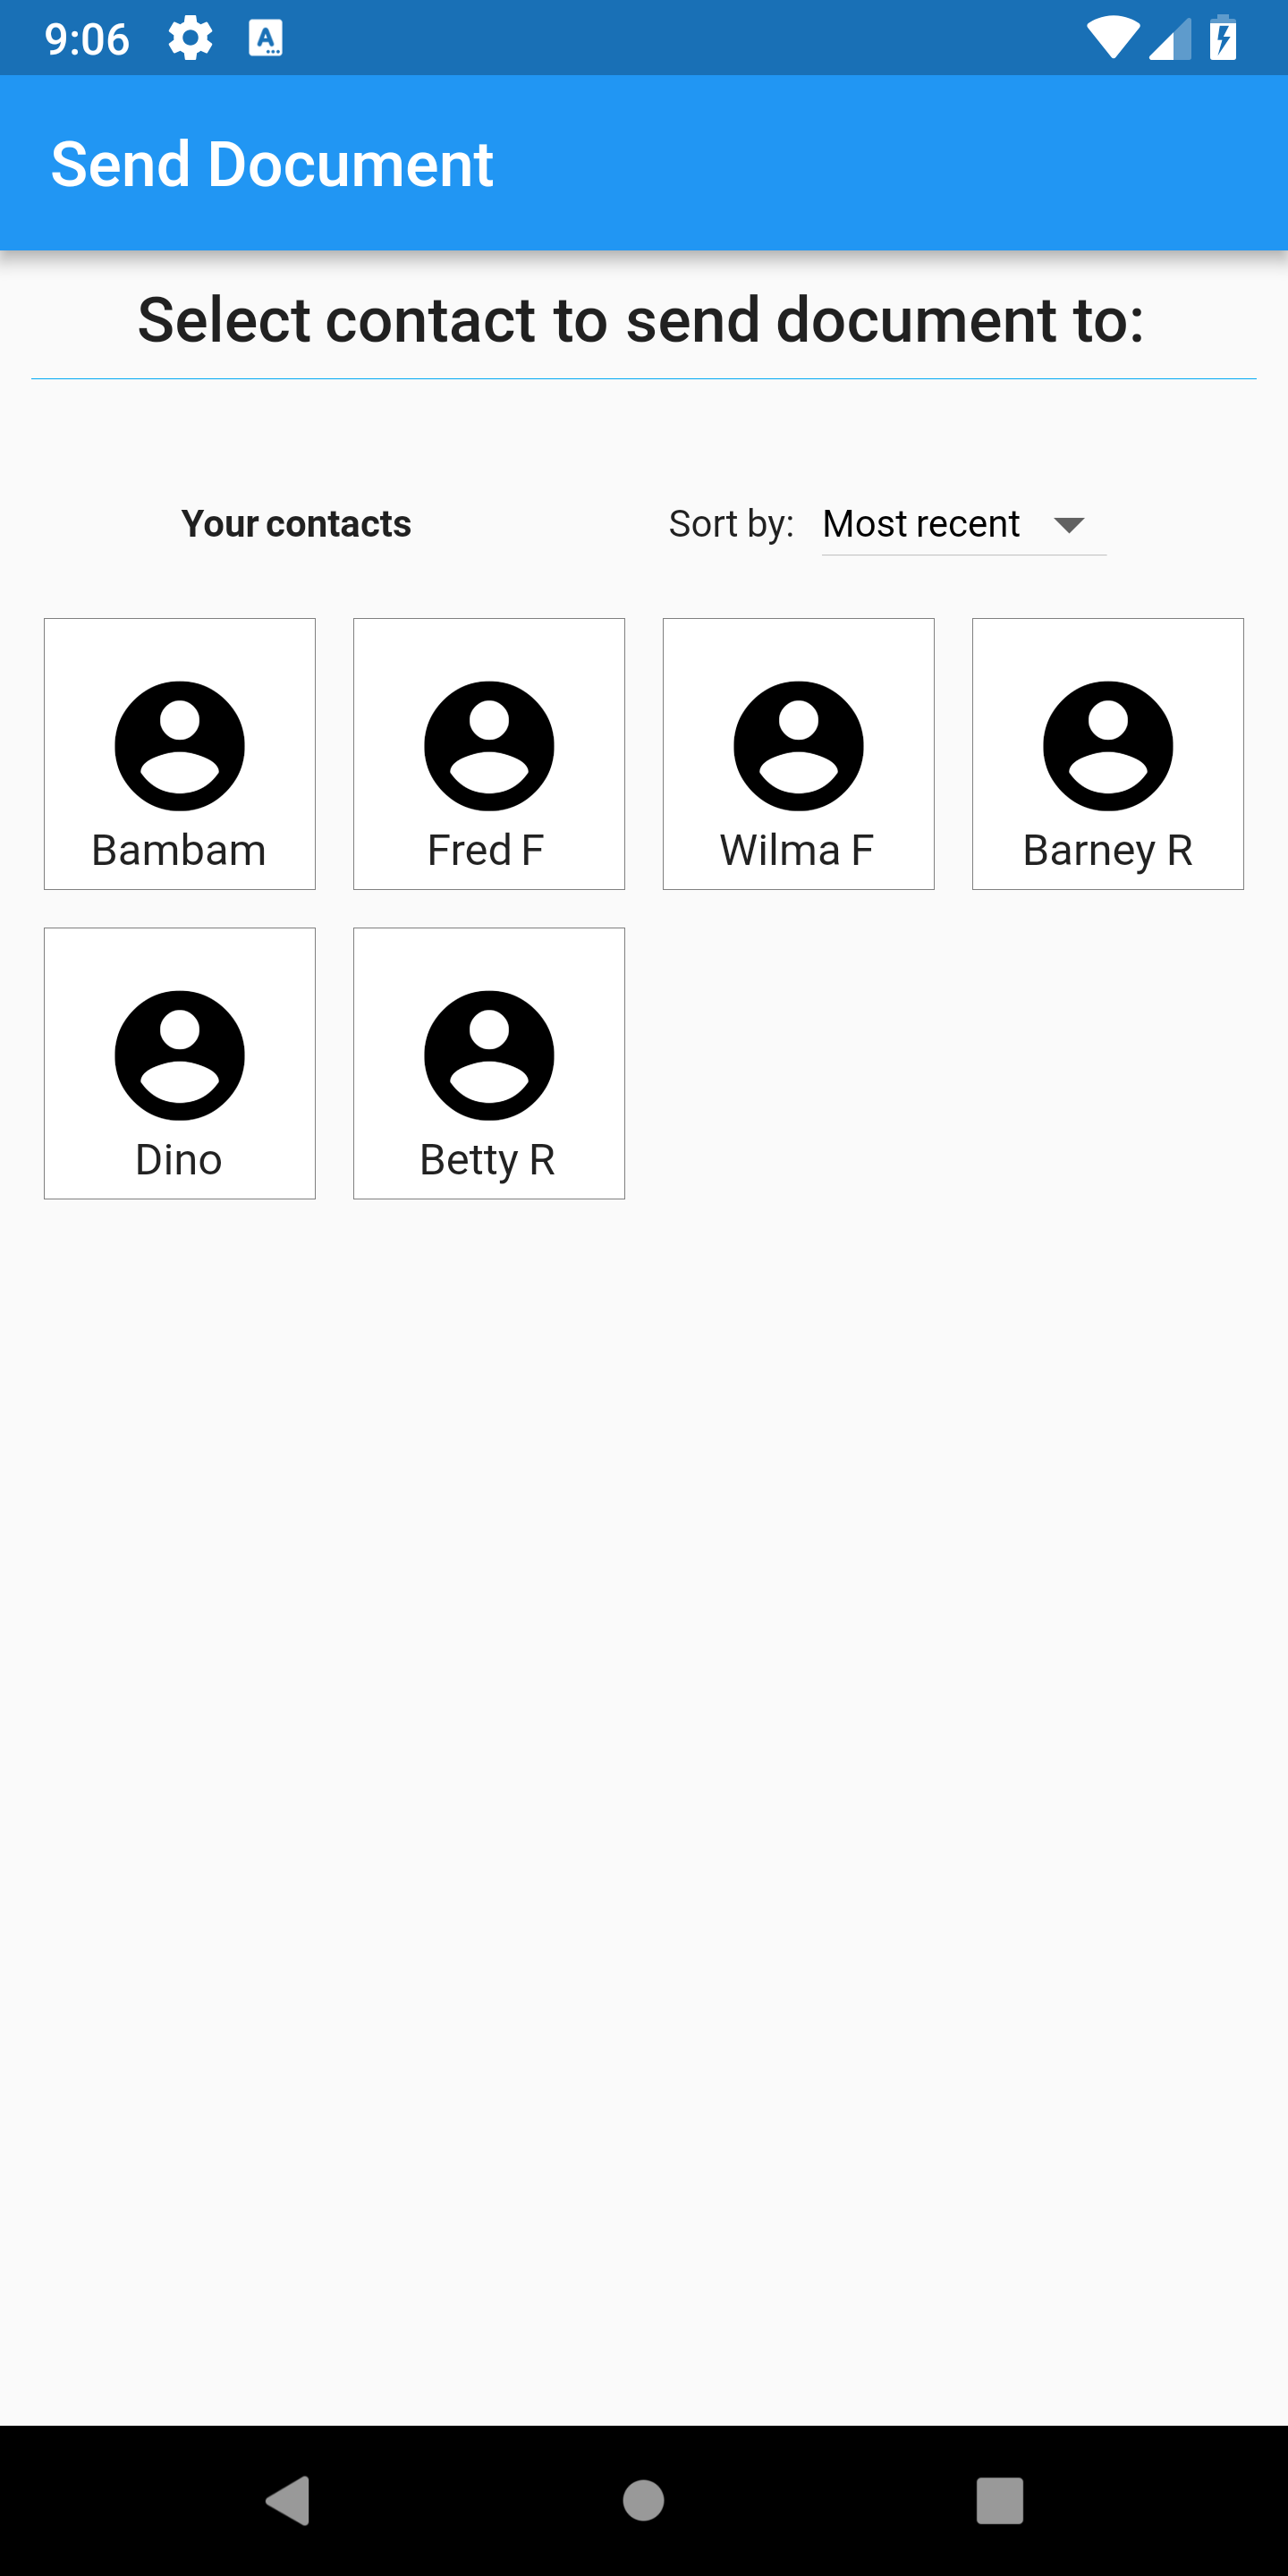 9:06
Send Document
Select contact to send document to:
Your contacts
Sort by: Most recent
Bambam
Fred F
Wilma F
Barney R
Dino
Betty R